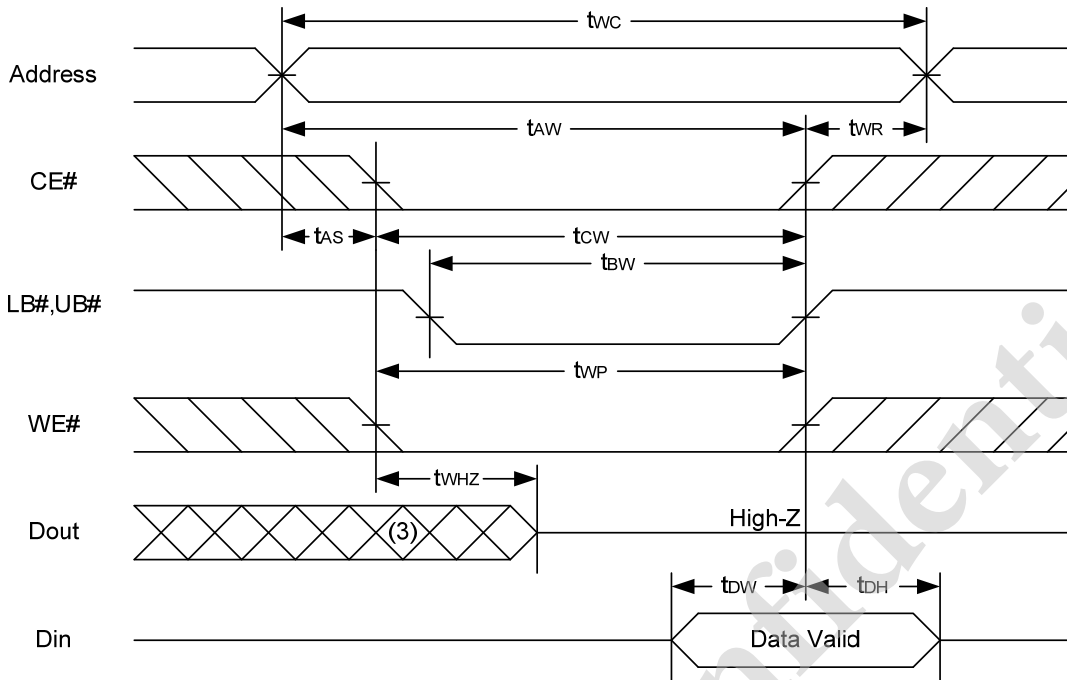 tWC
Address
tAW
tWR
CE#
tAS
tCW
tBW
LB#,UB#
tWP
WE#
tWHZ
Dout
(3)
High-Z
tDW
tDH
Din
Data Valid
onfidenti